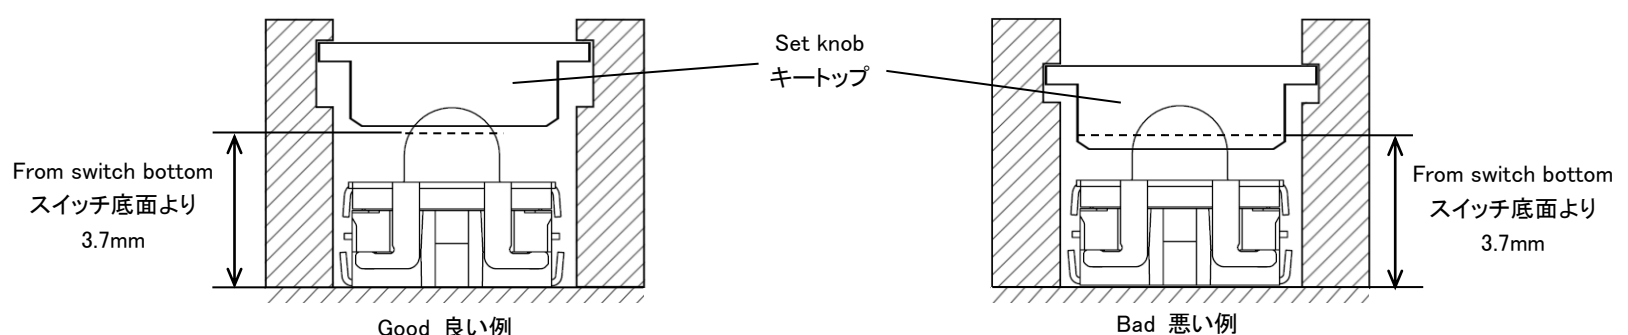 Set knob
キートップ
From switch bottom
スイッチ底面より
3.7mm
From switch bottom
スイッチ底面より
3.7mm
Good 良い例
Bad 悪い例